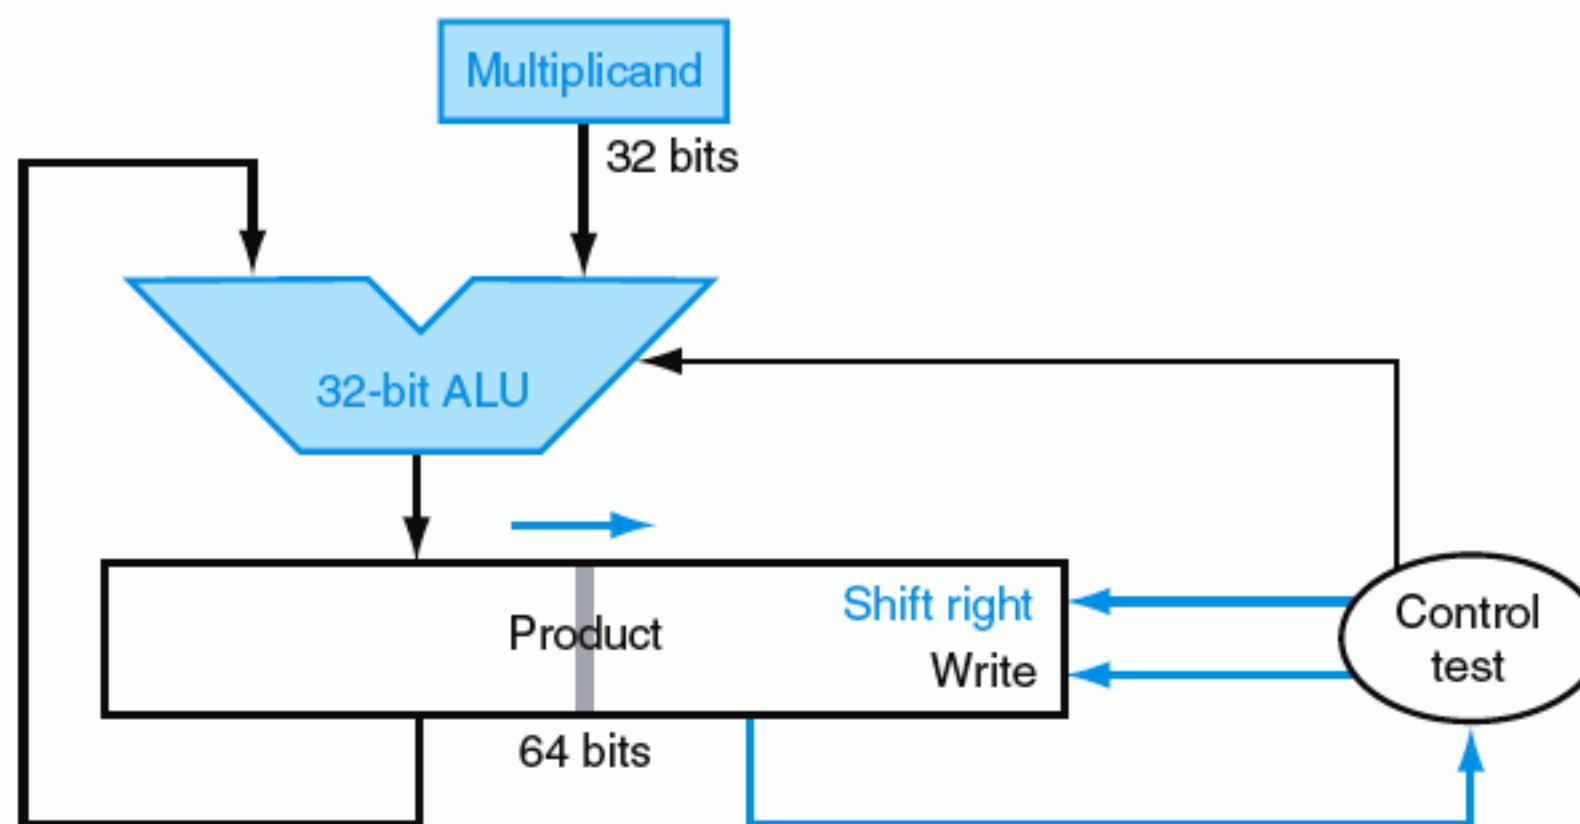 Multiplicand
32 bits
32-bit ALU
Product
Shift right
Write
64 bits
Control
test